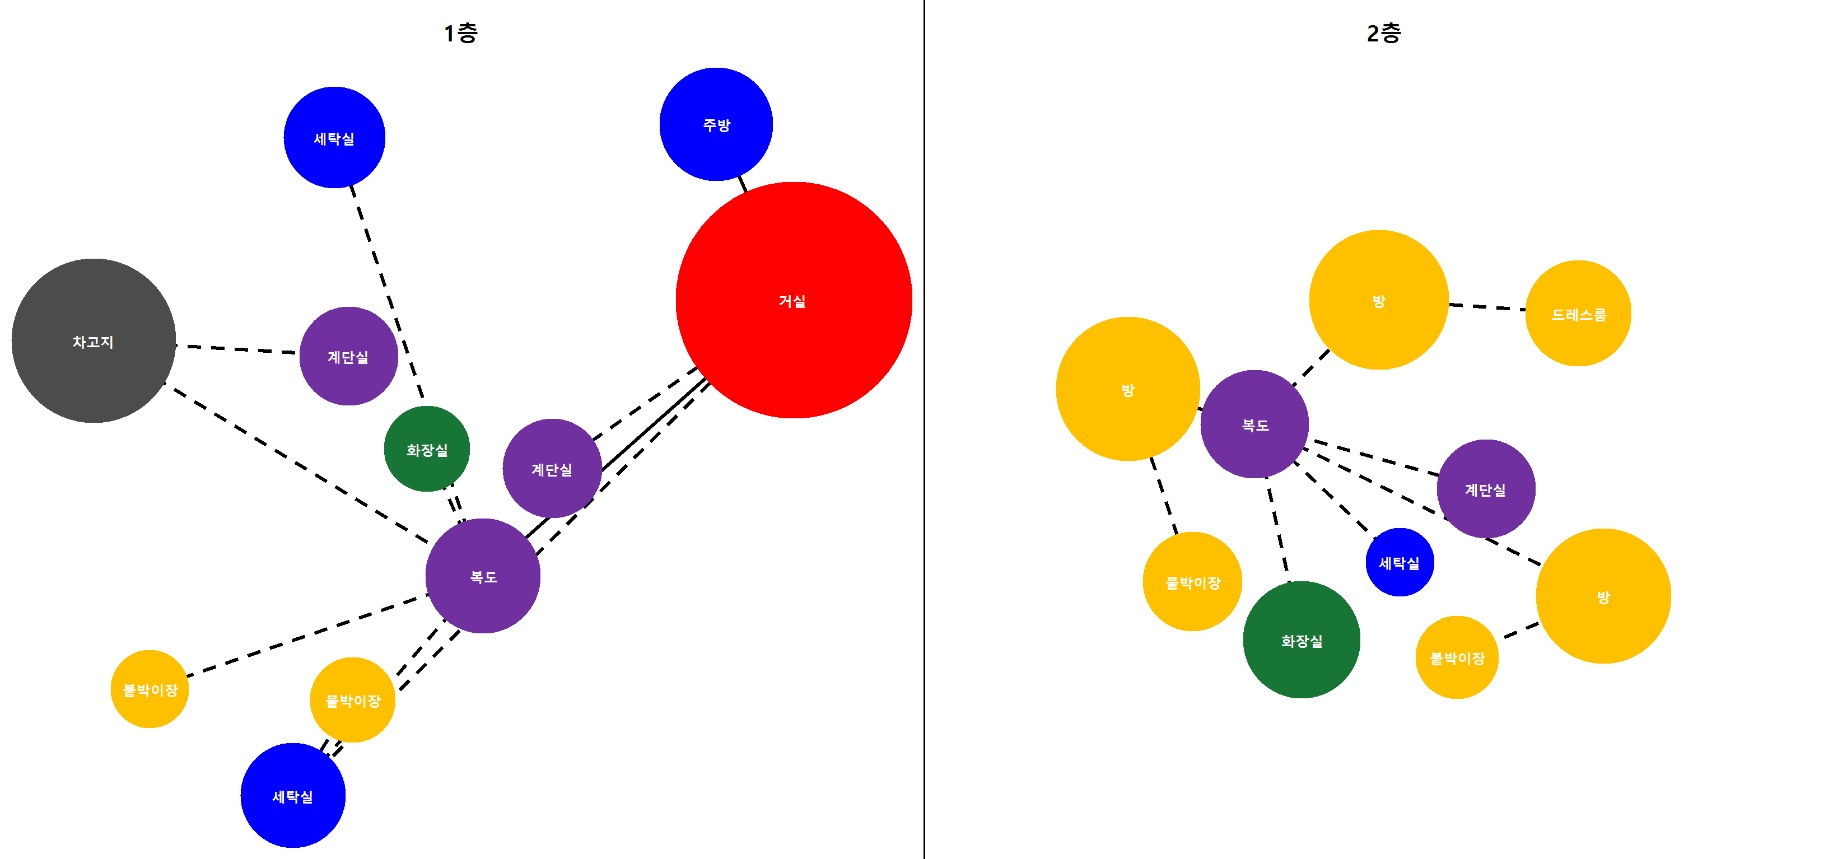 1층
세탁실
주방
거실
차고지
계단실
화장실
계단실
복도
붙박이장
붙박이장
세탁실
2층
방
드레스룸
방
복도
계단실
세탁실
붙박이장
방
화장실
붙박이장